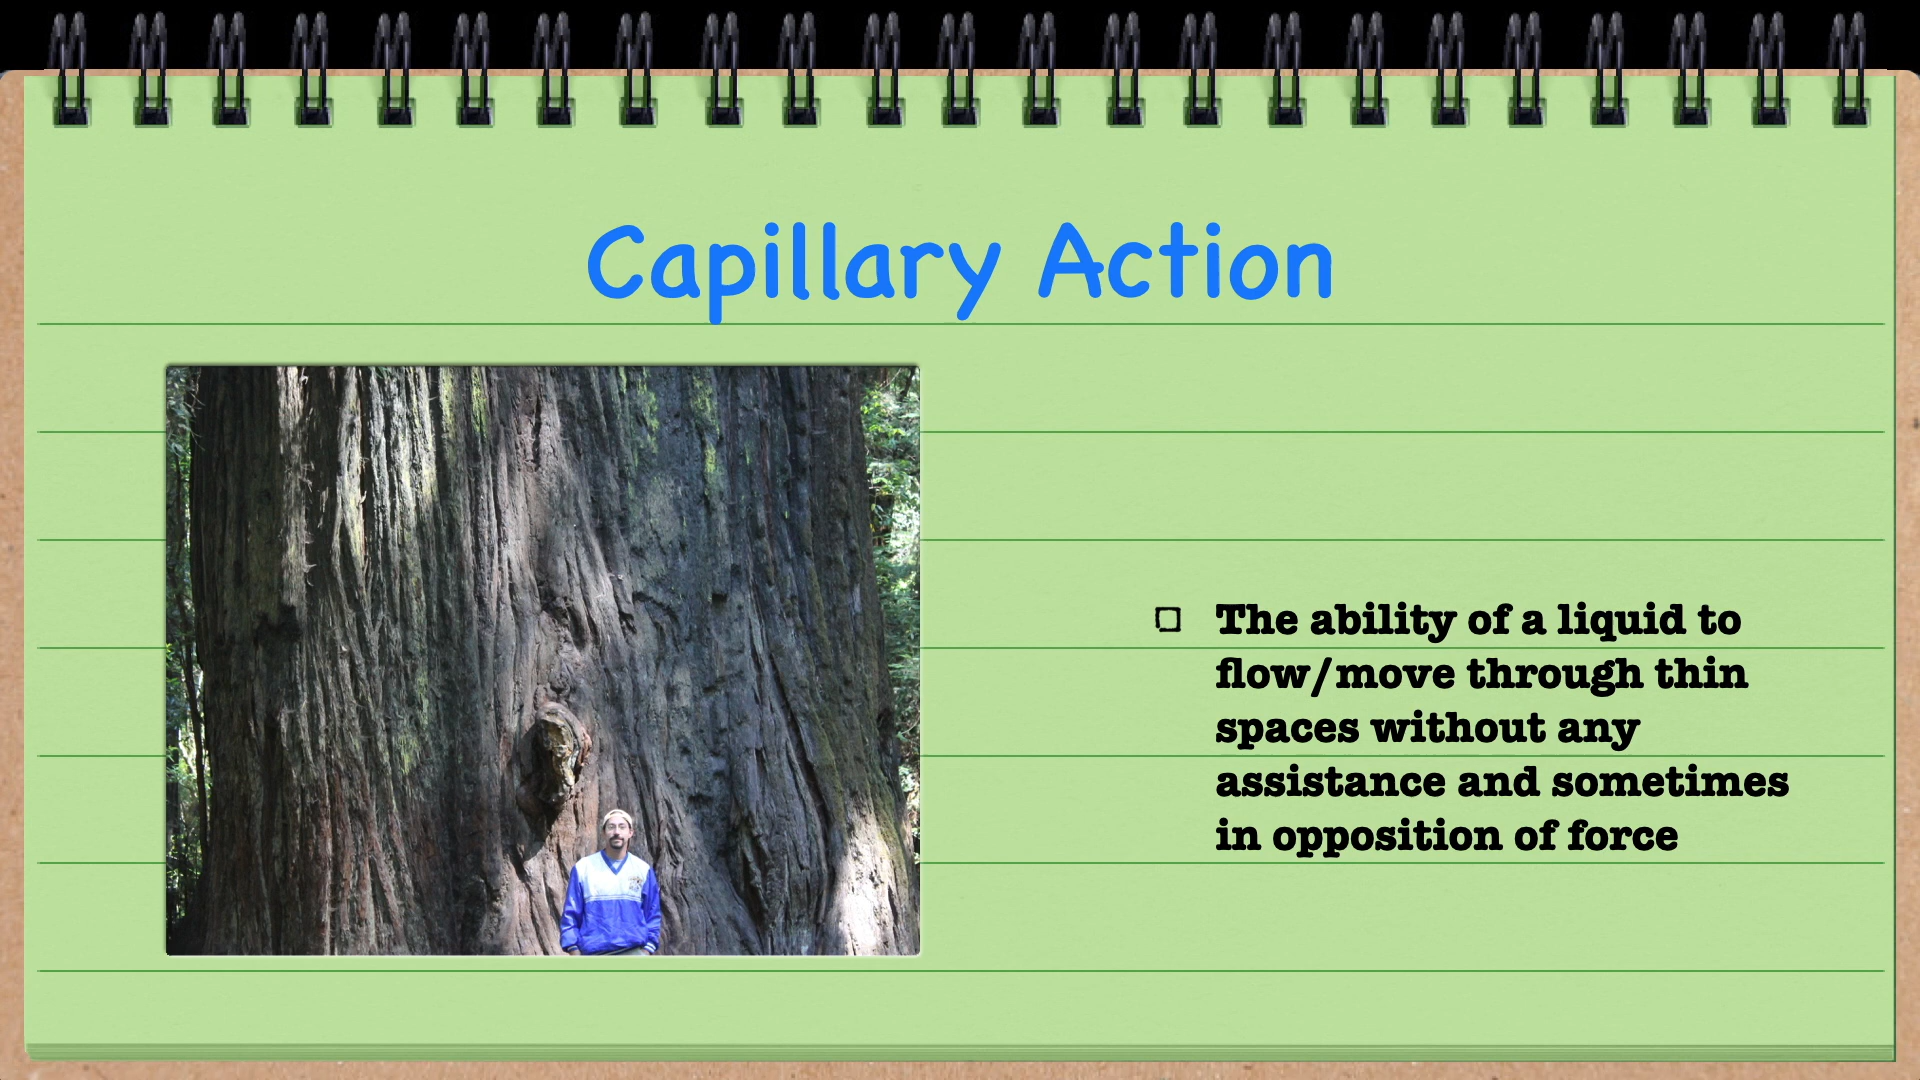 Capillary Action
The ability of a liquid to
flow/move through thin
spaces without any
assistance and sometimes
in opposition of force